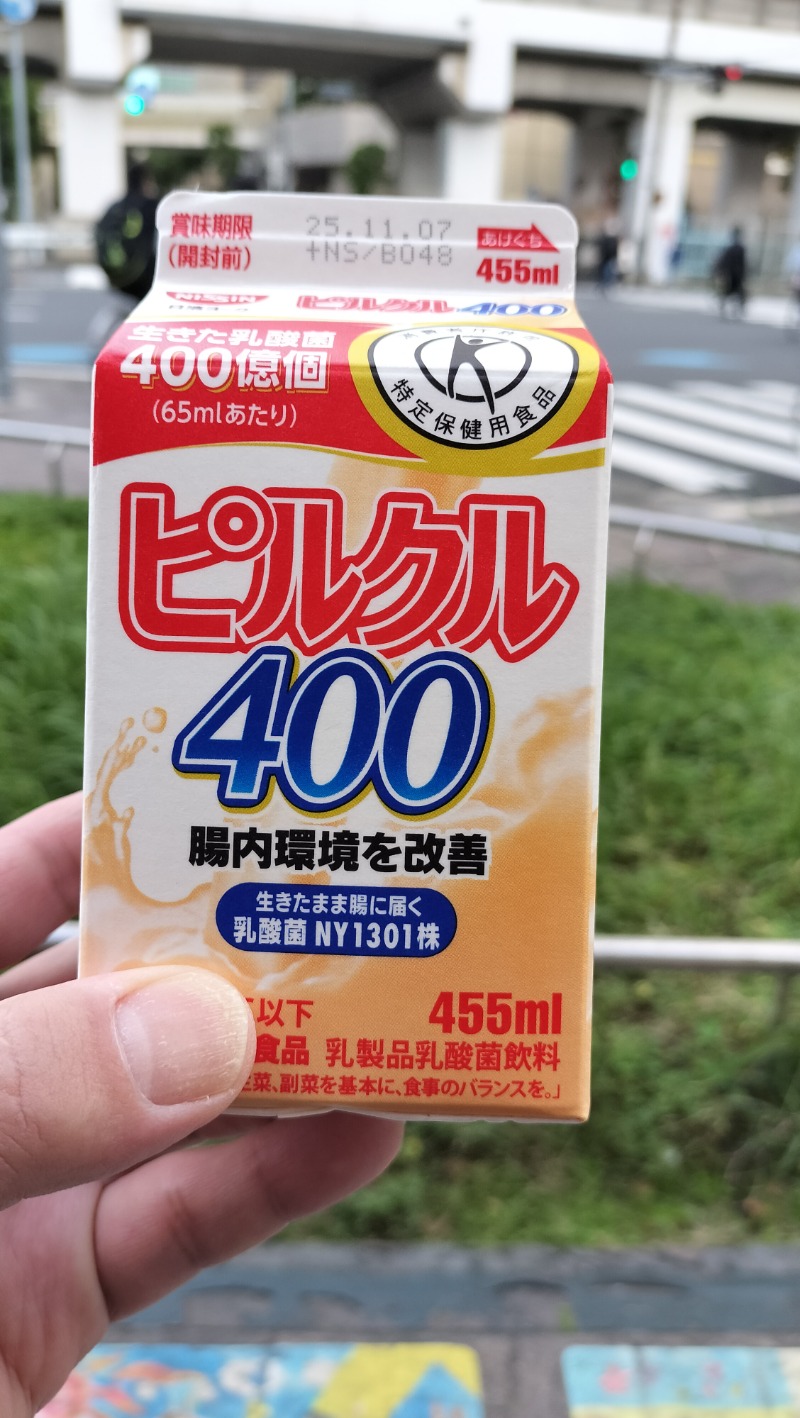 賞味期限
(開封前)
25.11.07
+NS/B048
あけくち
455ml
NISSIN
ピルクル400
生きた乳酸菌
400億個
(65mlあたり)
特定保健用食品
ピルクル
400
腸内環境を改善
生きたまま腸に届く
乳酸菌 NY1301株
以下
455ml
食品 乳製品乳酸菌飲料
菜、副菜を基本に、食事のバランスを。」